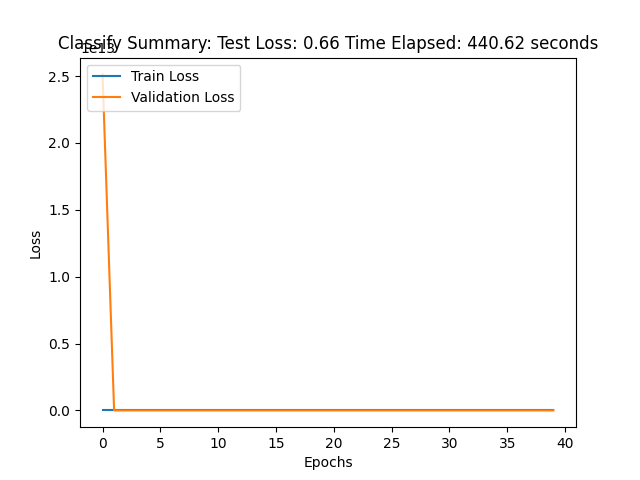 Classify Summary: Test Loss: 0.66 Time Elapsed: 440.62 seconds
1e13
Train Loss
Validation Loss
2.5
2.0
1.5
1.0
0.5
0.0
Loss
0 5 10 15 20 25 30 35 40
Epochs